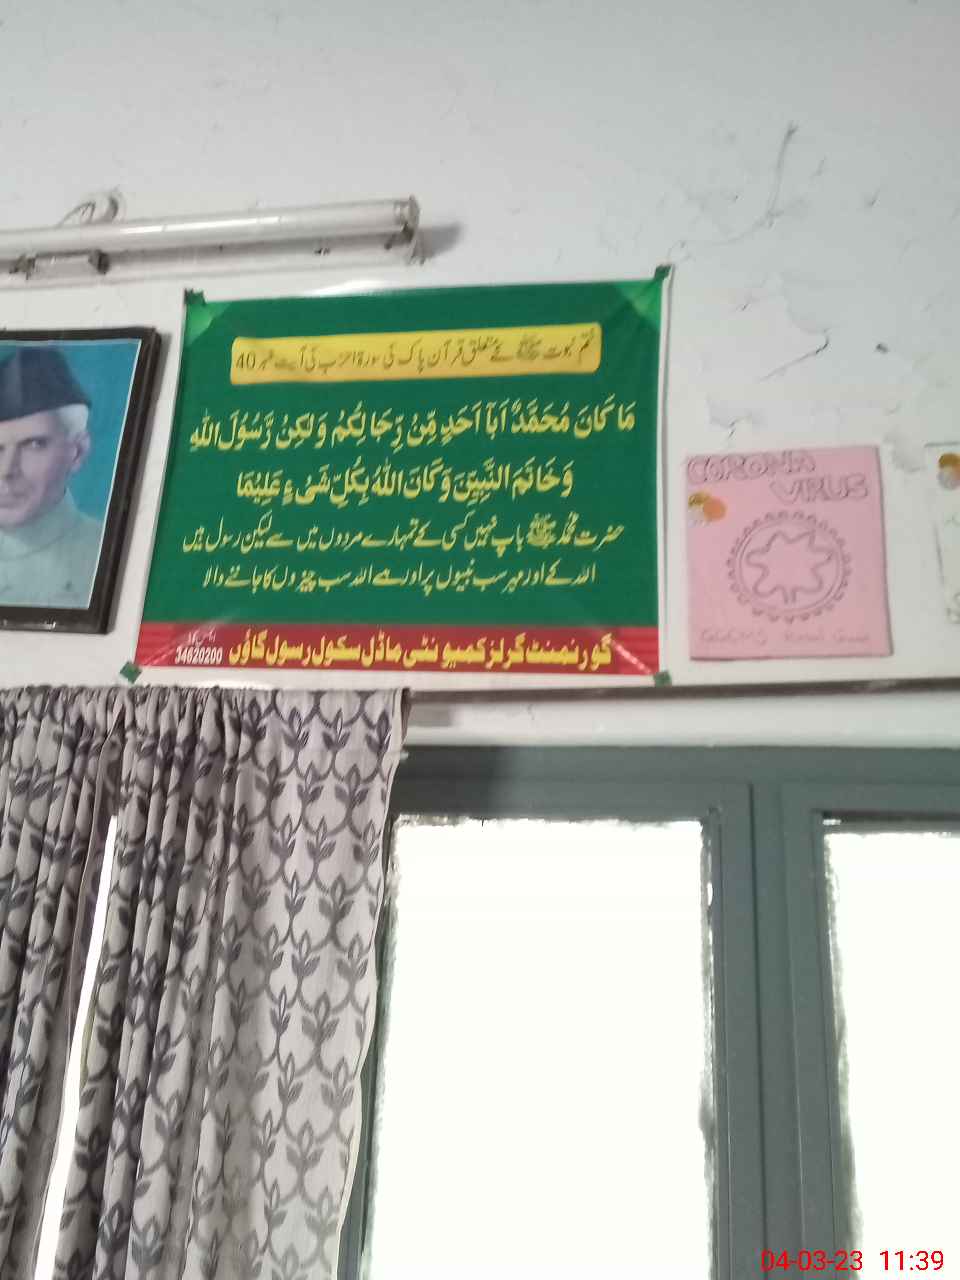 ختم نبوت ﷺ کے متعلق قرآن پاک کی سورۃ احزاب کی آیت نمبر 40
مَا كَانَ مُحَمَّدٌ اَبَآ اَحَدٍ مِّنْ رِّجَالِكُمْ وَلٰكِنْ رَّسُوْلَ اللّٰهِ
وَخَاتَمَ النَّبِيّٖنَ وَكَانَ اللّٰهُ بِكُلِّ شَیْءٍ عَلِيْمًا
حضرت محمد ﷺ باپ نہیں کسی کے تمہارے مردوں میں سے لیکن رسول ہیں
اللہ کے اور مہر سب نبیوں پر اور ہے اللہ سب چیزوں کا جاننے والا
گورنمنٹ گرلز کمیونٹی ماڈل سکول رسول گاؤں
34620200
CORONA
VIRUS
GGCMS Rasul
04-03-23 11:39